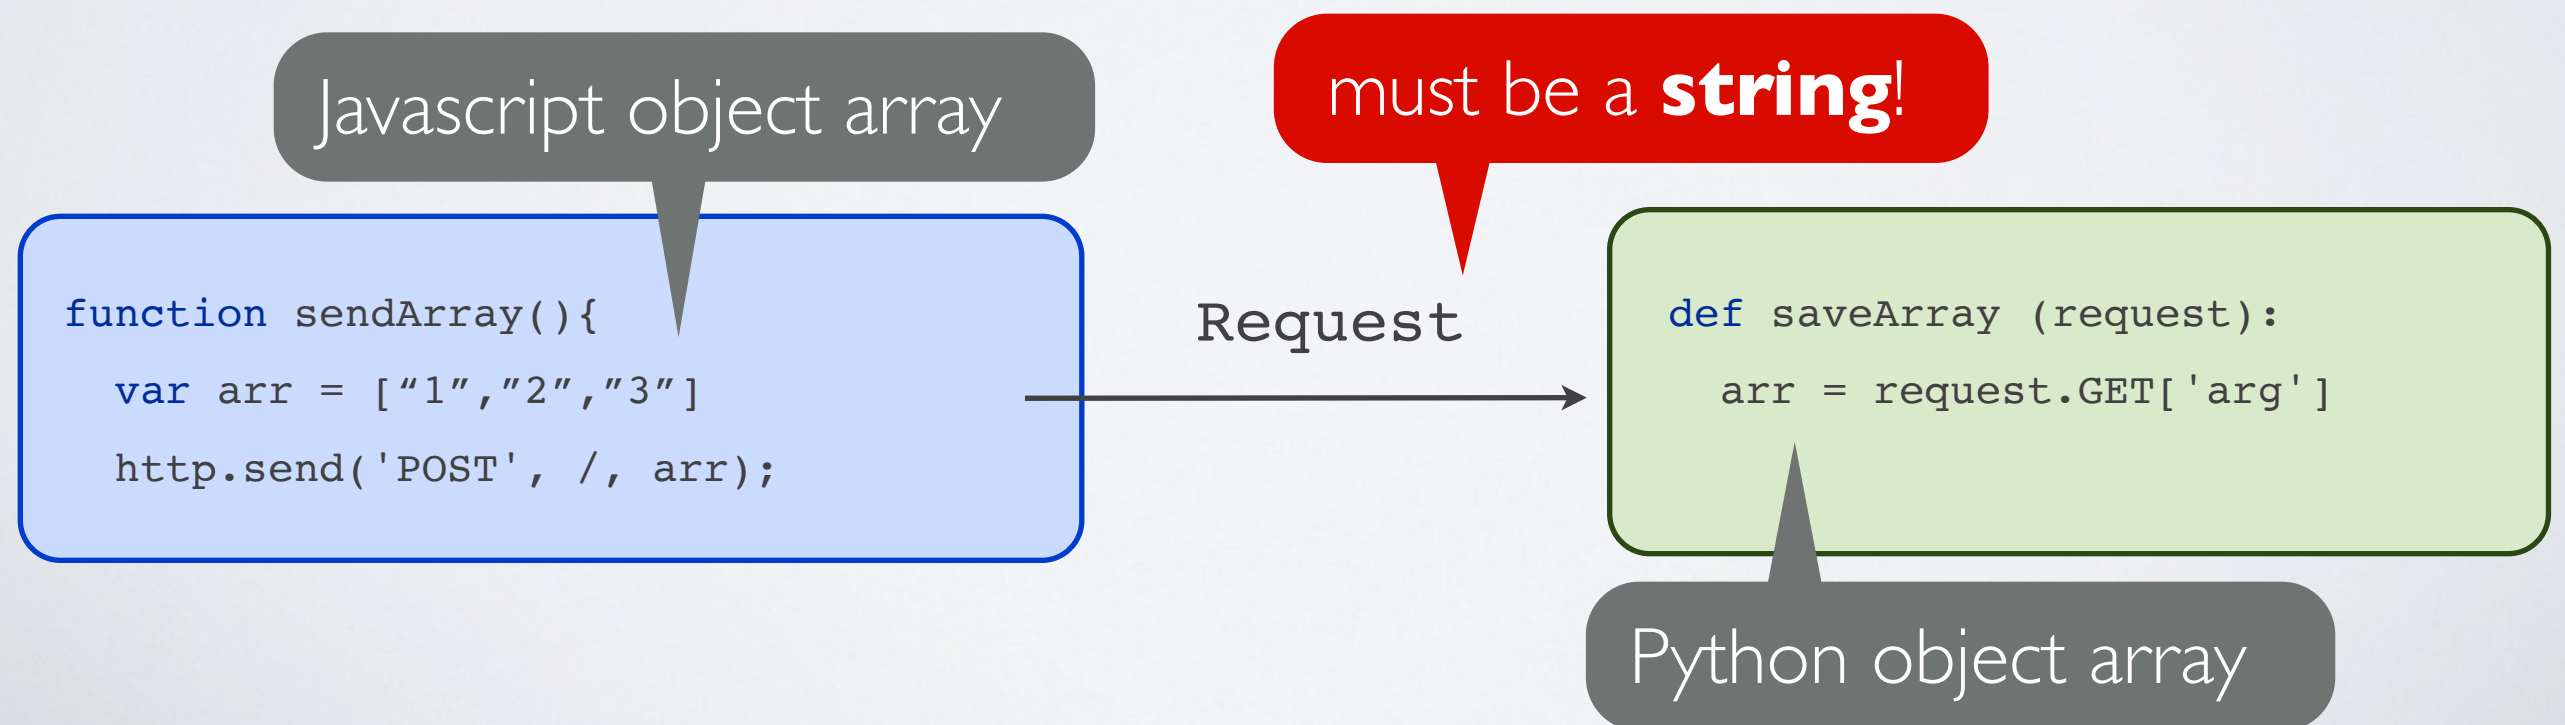 Javascript object array
must be a string!
function sendArray(){
var arr = [“1”,”2”,”3”]
http.send('POST', /, arr);
Request
def saveArray (request):
arr = request.GET['arg']
Python object array